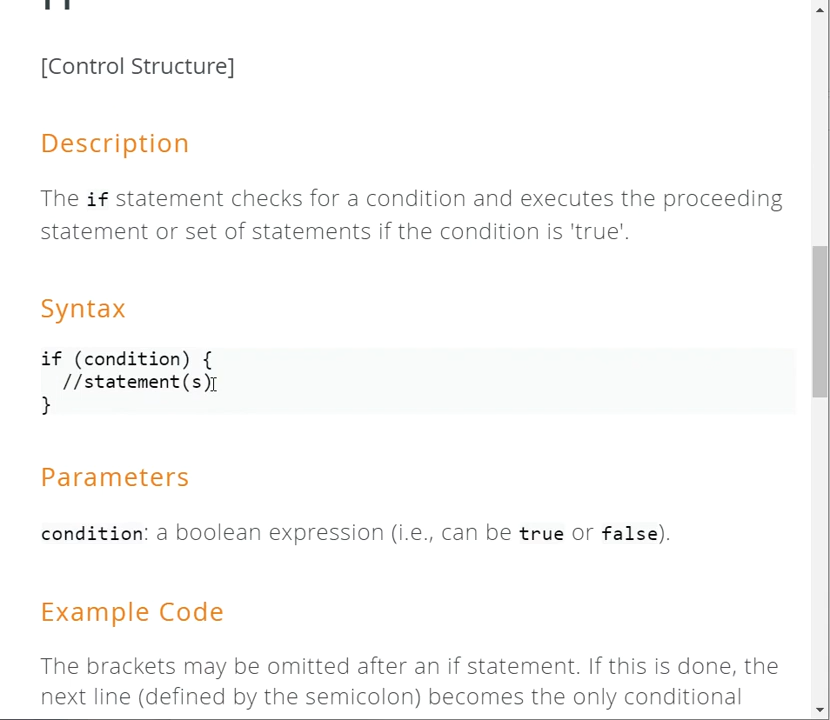 [Control Structure]
Description
The if statement checks for a condition and executes the proceeding
statement or set of statements if the condition is 'true'.
Syntax
if (condition) {
  //statement(s)
}
Parameters
condition: a boolean expression (i.e., can be true or false).
Example Code
The brackets may be omitted after an if statement. If this is done, the
next line (defined by the semicolon) becomes the only conditional